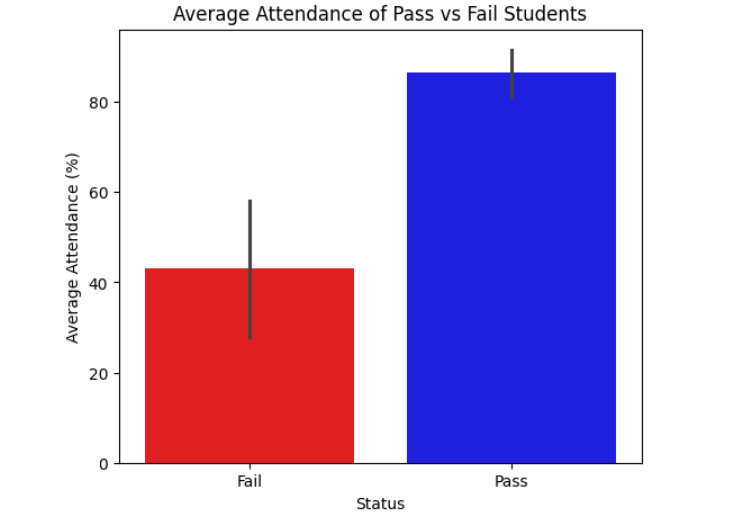 Average Attendance of Pass vs Fail Students
Average Attendance (%)
80
60
40
20
0
Fail
Pass
Status